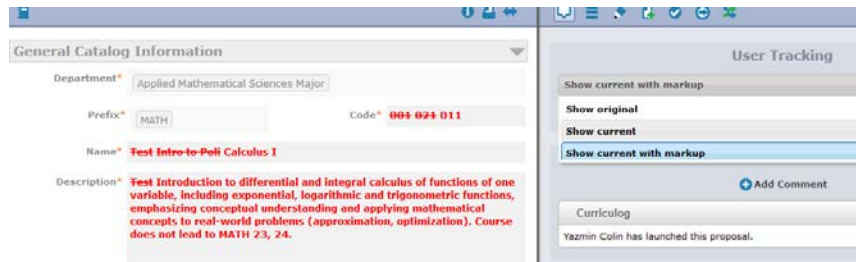 General Catalog Information
Department* Applied Mathematical Sciences Major
Prefix* MATH
Code* 001 021 011
Name* Test Intro to Poli Calculus I
Description* Test Introduction to differential and integral calculus of functions of one
variable, including exponential, logarithmic and trigonometric functions,
emphasizing conceptual understanding and applying mathematical
concepts to real-world problems (approximation, optimization). Course
does not lead to MATH 23, 24.
User Tracking
Show current with markup
Show original
Show current
Show current with markup
Add Comment
Curriculog
Yazmin Colin has launched this proposal.